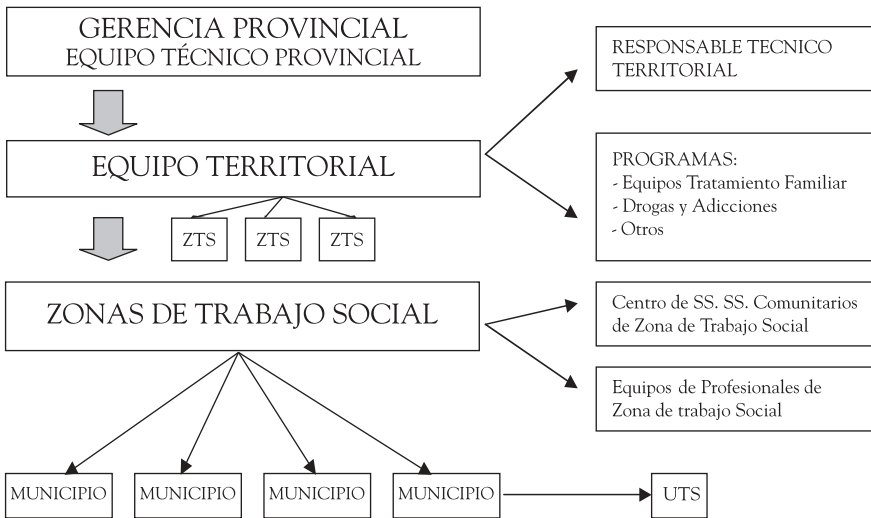 GERENCIA PROVINCIAL
EQUIPO TÉCNICO PROVINCIAL
RESPONSABLE TECNICO
TERRITORIAL
EQUIPO TERRITORIAL
PROGRAMAS:
- Equipos Tratamiento Familiar
- Drogas y Adicciones
- Otros
ZTS
ZTS
ZTS
ZONAS DE TRABAJO SOCIAL
Centro de SS. SS. Comunitarios
de Zona de Trabajo Social
Equipos de Profesionales de
Zona de trabajo Social
MUNICIPIO
MUNICIPIO
MUNICIPIO
MUNICIPIO
UTS